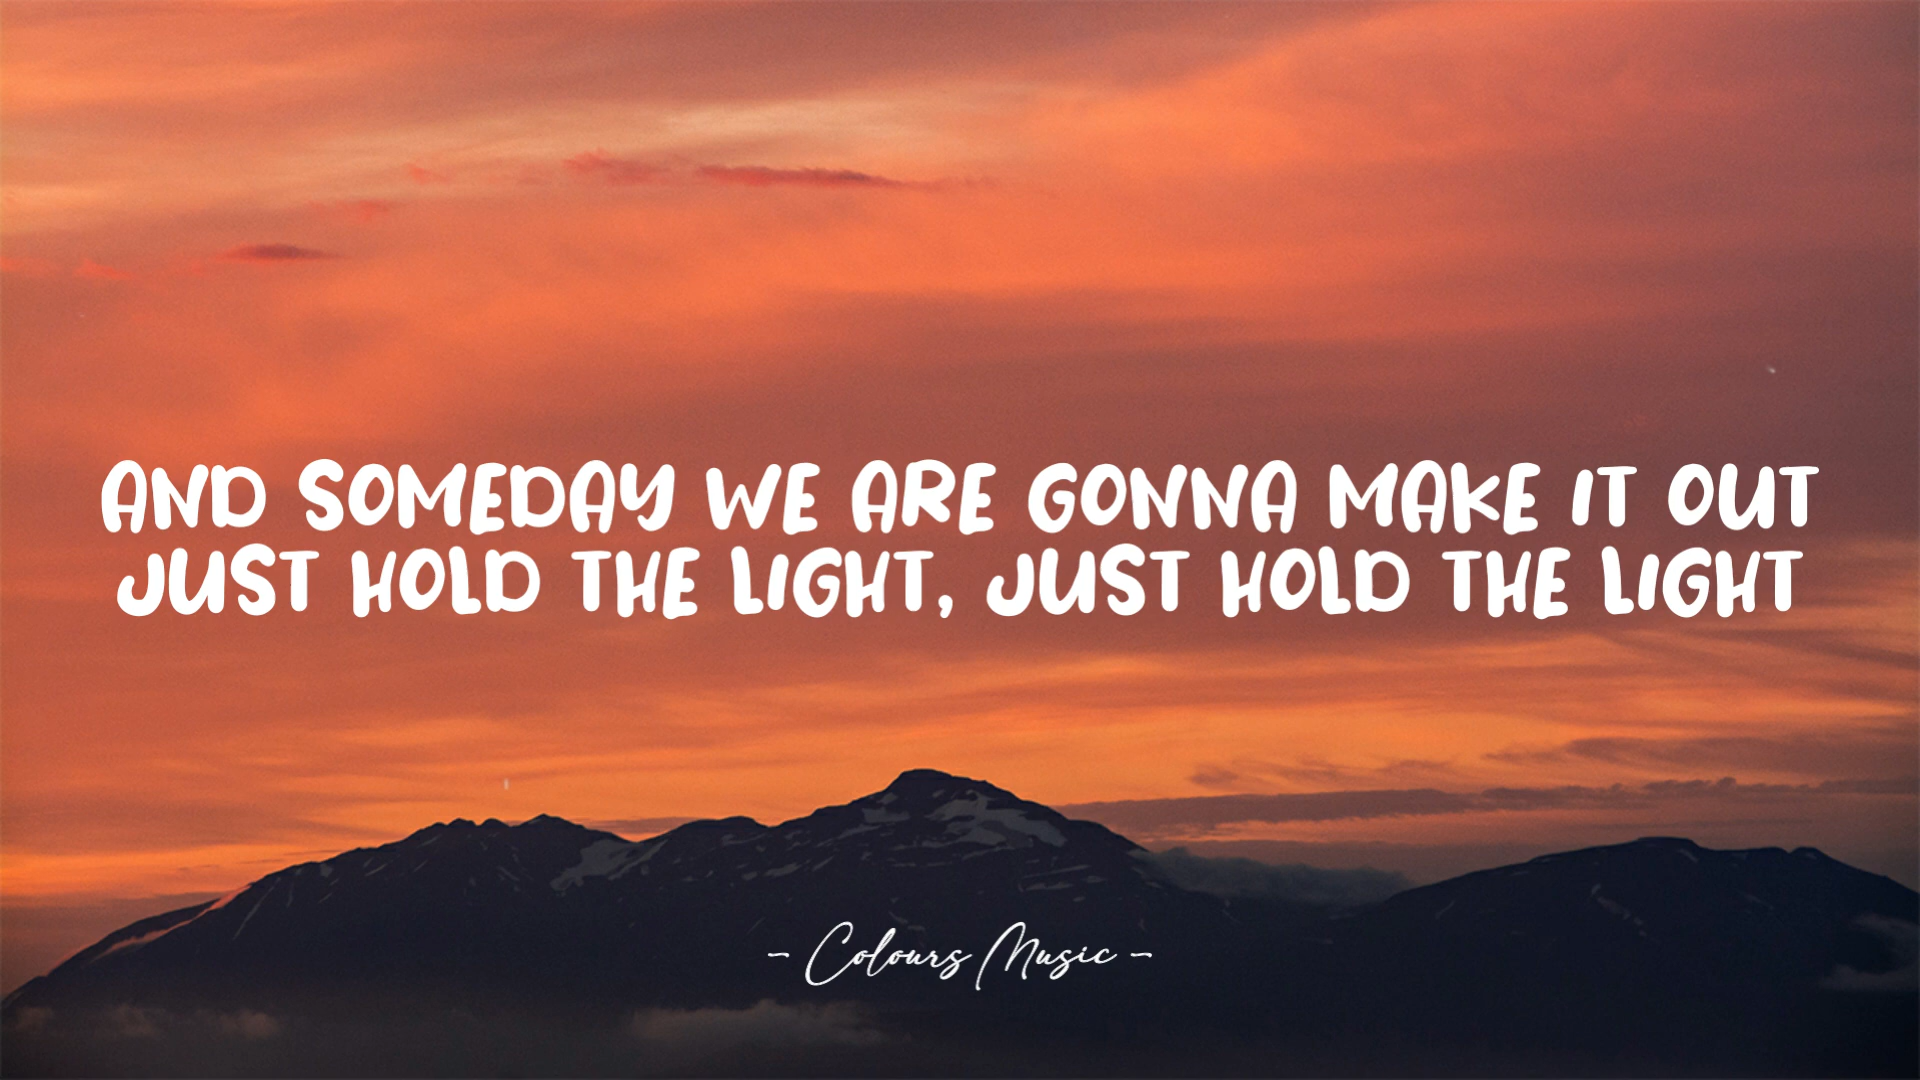 AND SOMEDAY WE ARE GONNA MAKE IT OUT
JUST HOLD THE LIGHT, JUST HOLD THE LIGHT
- Colours Music -